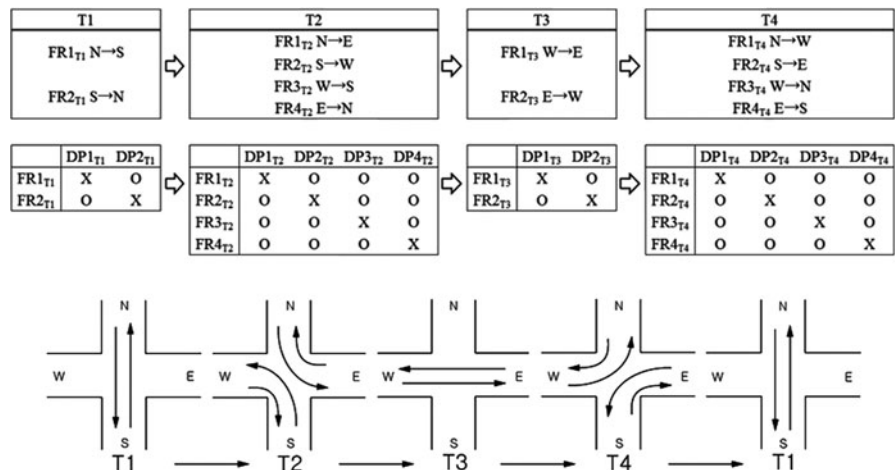 T1 T2 T3 T4
FR1T1 N→S
FR2T1 S→N
FR1T2 N→E
FR2T2 S→W
FR3T2 W→S
FR4T2 E→N
FR1T3 W→E
FR2T3 E→W
FR1T4 N→W
FR2T4 S→E
FR3T4 W→N
FR4T4 E→S
DP1T1 DP2T1
FR1T1 X O
FR2T1 O X
DP1T2 DP2T2 DP3T2 DP4T2
FR1T2 X O O O
FR2T2 O X O O
FR3T2 O O X O
FR4T2 O O O X
DP1T3 DP2T3
FR1T3 X O
FR2T3 O X
DP1T4 DP2T4 DP3T4 DP4T4
FR1T4 X O O O
FR2T4 O X O O
FR3T4 O O X O
FR4T4 O O O X
N N N N N
W E W E W E W E W E
S S S S S
T1 T2 T3 T4 T1